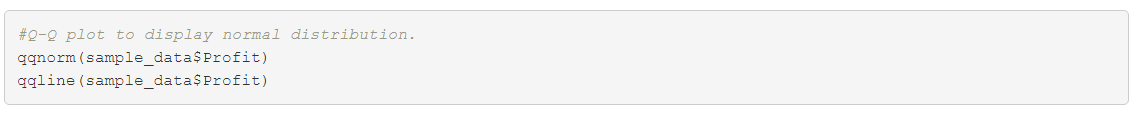 #Q-Q plot to display normal distribution.
qqnorm(sample_data$Profit)
qqline(sample_data$Profit)